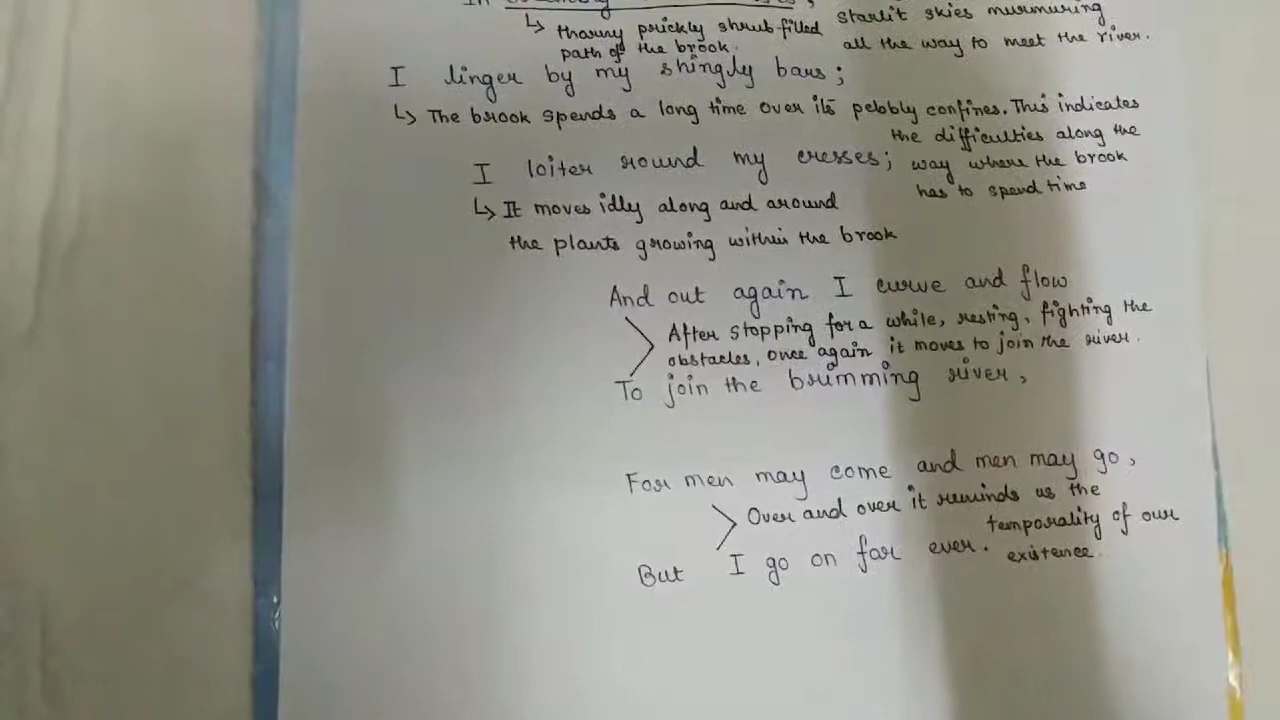 In
↳ tharny prickly shrub filled
path of the brook.
starlit skies murmuring
all the way to meet the river.
I linger by my shingly bars;
↳ The brook spends a long time over its pebbly confines. This indicates
the difficulties along the
way where the brook
has to spend time
I loiter round my cresses;
↳ It moves idly along and around
the plants growing within the brook
And out again I curve and flow
After stopping for a while, resting, fighting the
obstacles, once again it moves to join the river.
To join the brimming river,
For men may come and men may go,
Over and over it reminds us the
temporality of our
existence.
But I go on for ever.